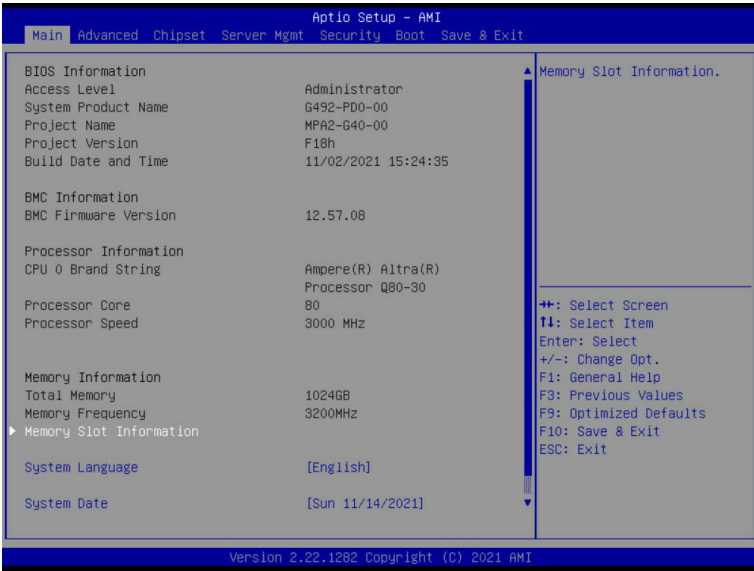 Aptio Setup - AMI
Main Advanced Chipset Server Mgmt Security Boot Save & Exit
BIOS Information
Access Level Administrator
System Product Name G492-PD0-00
Project Name MPA2-G40-00
Project Version F18h
Build Date and Time 11/02/2021 15:24:35
BMC Information
BMC Firmware Version 12.57.08
Processor Information
CPU 0 Brand String Ampere(R) Altra(R)
Processor Q80-30
Processor Core 80
Processor Speed 3000 MHz
Memory Information
Total Memory 1024GB
Memory Frequency 3200MHz
Memory Slot Information
System Language [English]
System Date [Sun 11/14/2021]
Memory Slot Information.
→←: Select Screen
↑↓: Select Item
Enter: Select
+/-: Change Opt.
F1: General Help
F3: Previous Values
F9: Optimized Defaults
F10: Save & Exit
ESC: Exit
Version 2.22.1282 Copyright (C) 2021 AMI